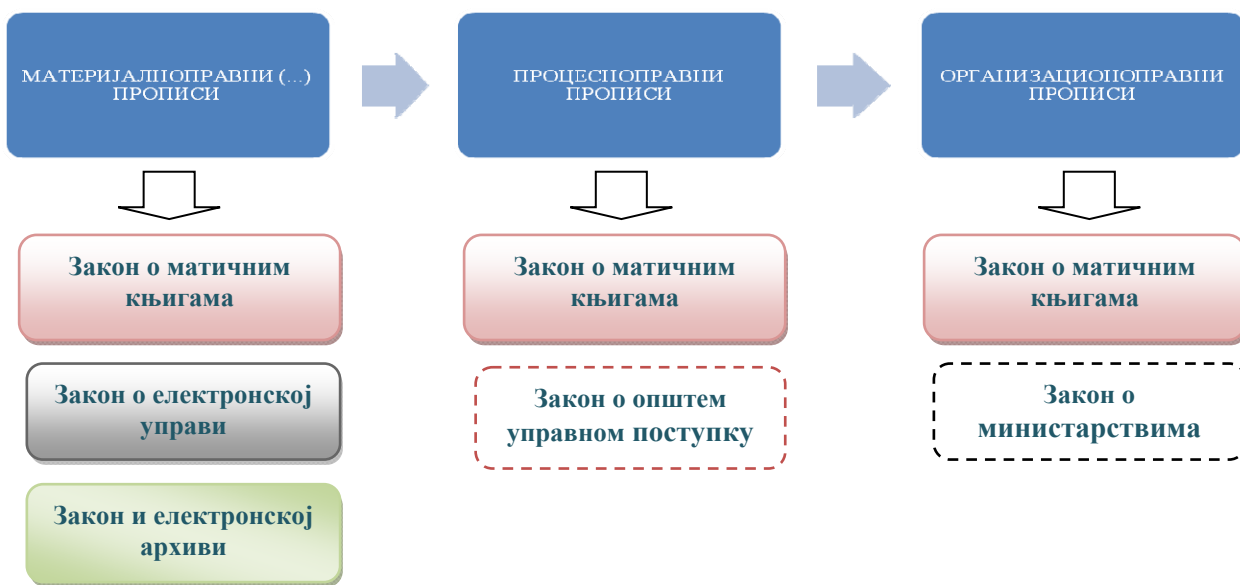 МАТЕРИЈАЛНОПРАВНИ (...)
ПРОПИСИ
ПРОЦЕСНОПРАВНИ
ПРОПИСИ
ОРГАНИЗАЦИОНОПРАВНИ
ПРОПИСИ
Закон о матичним
књигама
Закон о матичним
књигама
Закон о матичним
књигама
Закон о електронској
управи
Закон о општем
управном поступку
Закон о
министарствима
Закон и електронској
архиви